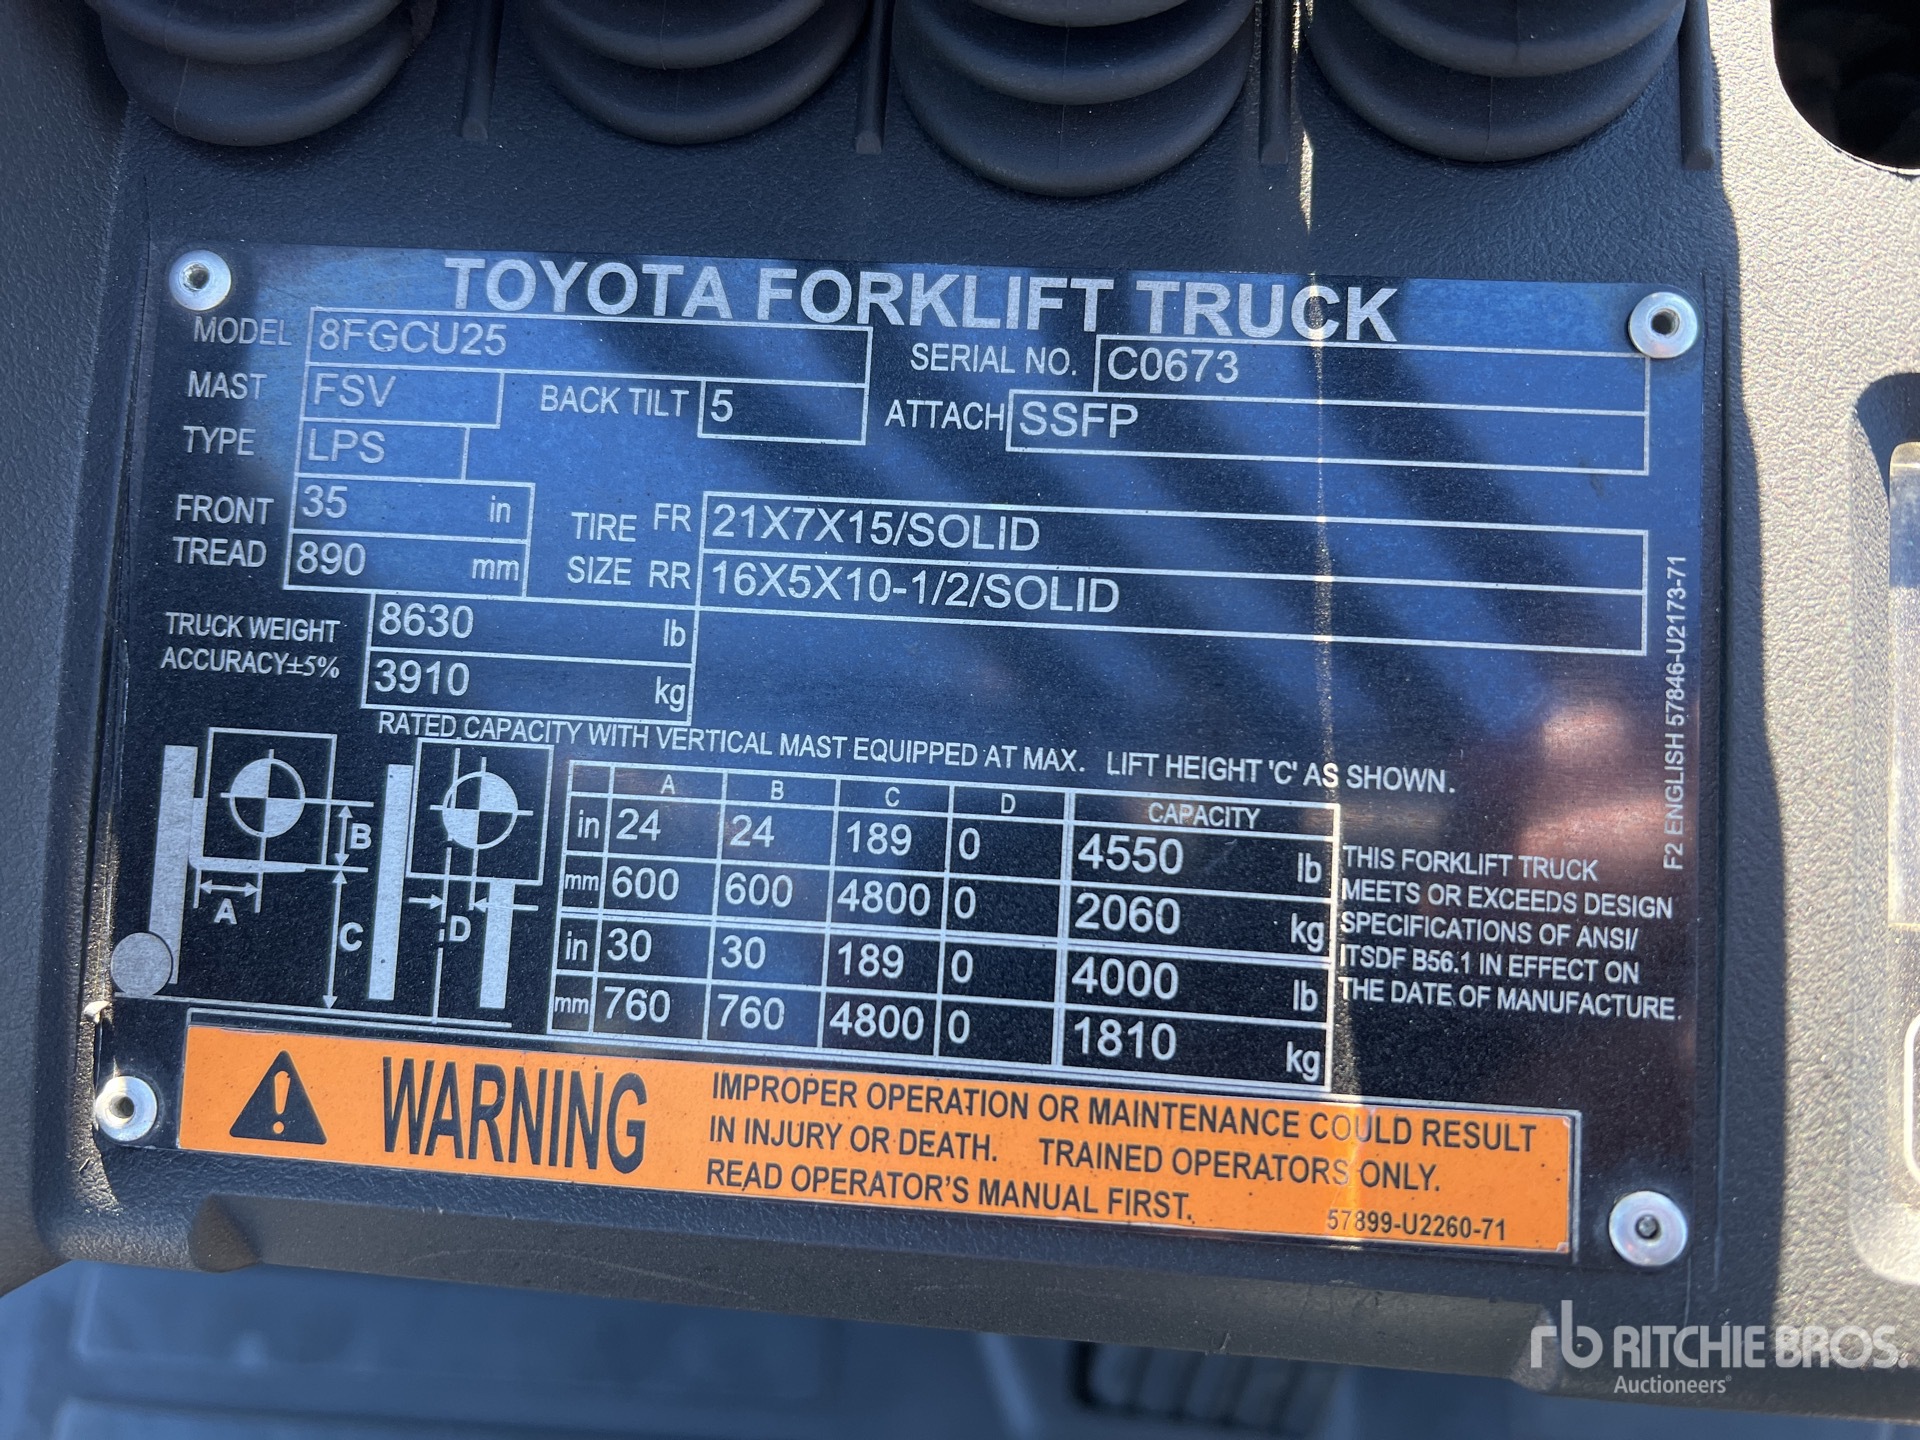 TOYOTA FORKLIFT TRUCK
MODEL 8FGCU25 SERIAL NO. C0673
MAST FSV BACK TILT 5 ATTACH SSFP
TYPE LPS
FRONT TREAD 35 in
890 mm
TIRE SIZE FR 21X7X15/SOLID
RR 16X5X10-1/2/SOLID
TRUCK WEIGHT 8630 lb
ACCURACY±5% 3910 kg
RATED CAPACITY WITH VERTICAL MAST EQUIPPED AT MAX. LIFT HEIGHT 'C' AS SHOWN.
A B C D CAPACITY
in 24 24 189 0 4550 lb
mm 600 600 4800 0 2060 kg
in 30 30 189 0 4000 lb
mm 760 760 4800 0 1810 kg
B
A
C
D
THIS FORKLIFT TRUCK
MEETS OR EXCEEDS DESIGN
SPECIFICATIONS OF ANSI/
ITSDF B56.1 IN EFFECT ON
THE DATE OF MANUFACTURE.
F2 ENGLISH 57846-U2173-71
WARNING
IMPROPER OPERATION OR MAINTENANCE COULD RESULT
IN INJURY OR DEATH. TRAINED OPERATORS ONLY.
READ OPERATOR'S MANUAL FIRST.
57899-U2260-71
rb RITCHIE BROS.
Auctioneers